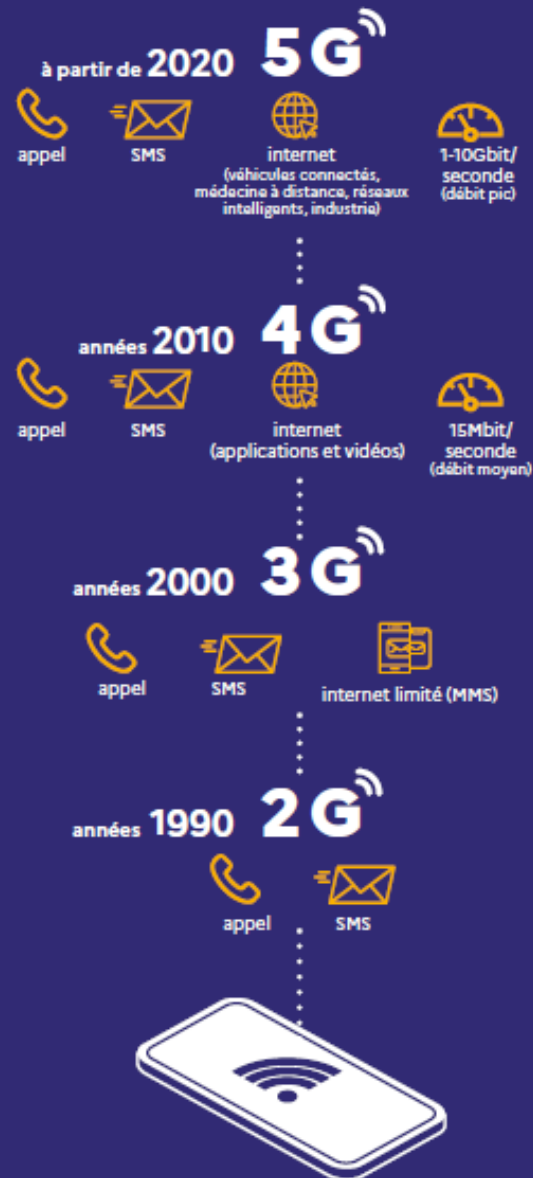 à partir de 2020 5G
appel
SMS
internet
(véhicules connectés,
médecine à distance, réseaux
intelligents, industrie)
1-10Gbit/
seconde
(débit pic)
années 2010 4G
appel
SMS
internet
(applications et vidéos)
15Mbit/
seconde
(débit moyen)
années 2000 3G
appel
SMS
internet limité (MMS)
années 1990 2G
appel
SMS